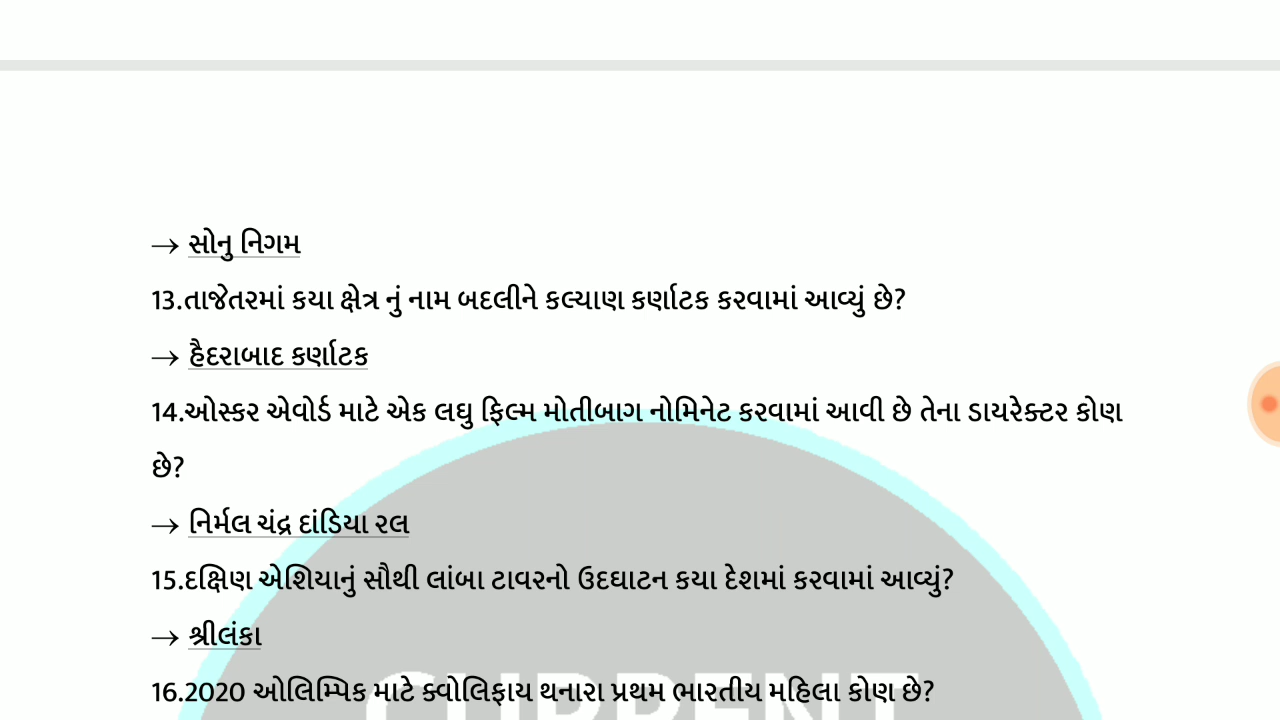 → સોનુ નિગમ
13.તાજેતરમાં કયા ક્ષેત્ર નું નામ બદલીને કલ્યાણ કર્ણાટક કરવામાં આવ્યું છે?
→ હૈદરાબાદ કર્ણાટક
14.ઓસ્કર એવોર્ડ માટે એક લઘુ ફિલ્મ મોતીબાગ નોમિનેટ કરવામાં આવી છે તેના ડાયરેક્ટર કોણ
છે?
→ નિર્મલ ચંદ્ર દાંડિયા રલ
15.દક્ષિણ એશિયાનું સૌથી લાંબા ટાવરનો ઉદઘાટન કયા દેશમાં કરવામાં આવ્યું?
→ શ્રીલંકા
16.2020 ઓલિમ્પિક માટે ક્વોલિફાય થનારા પ્રથમ ભારતીય મહિલા કોણ છે?
CURRENT